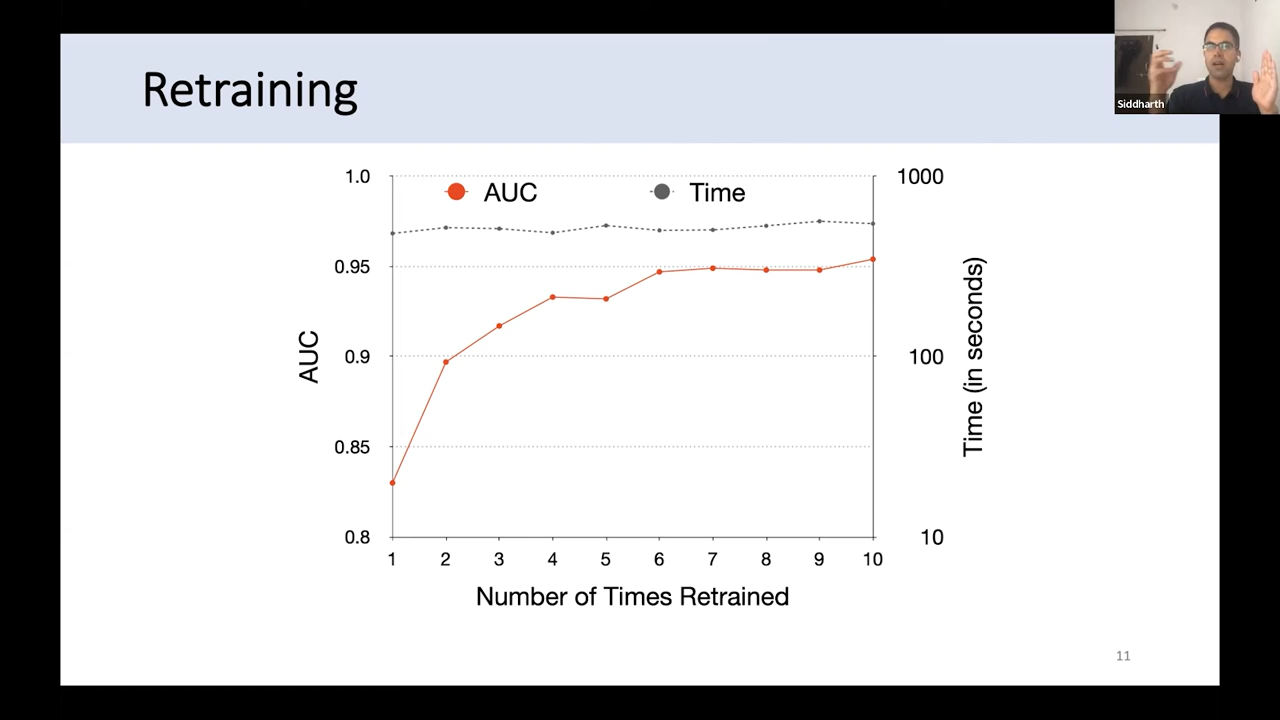 Retraining
Siddharth
AUC
Time
1.0
0.95
0.9
0.85
0.8
AUC
1000
100
10
Time (in seconds)
1 2 3 4 5 6 7 8 9 10
Number of Times Retrained
11